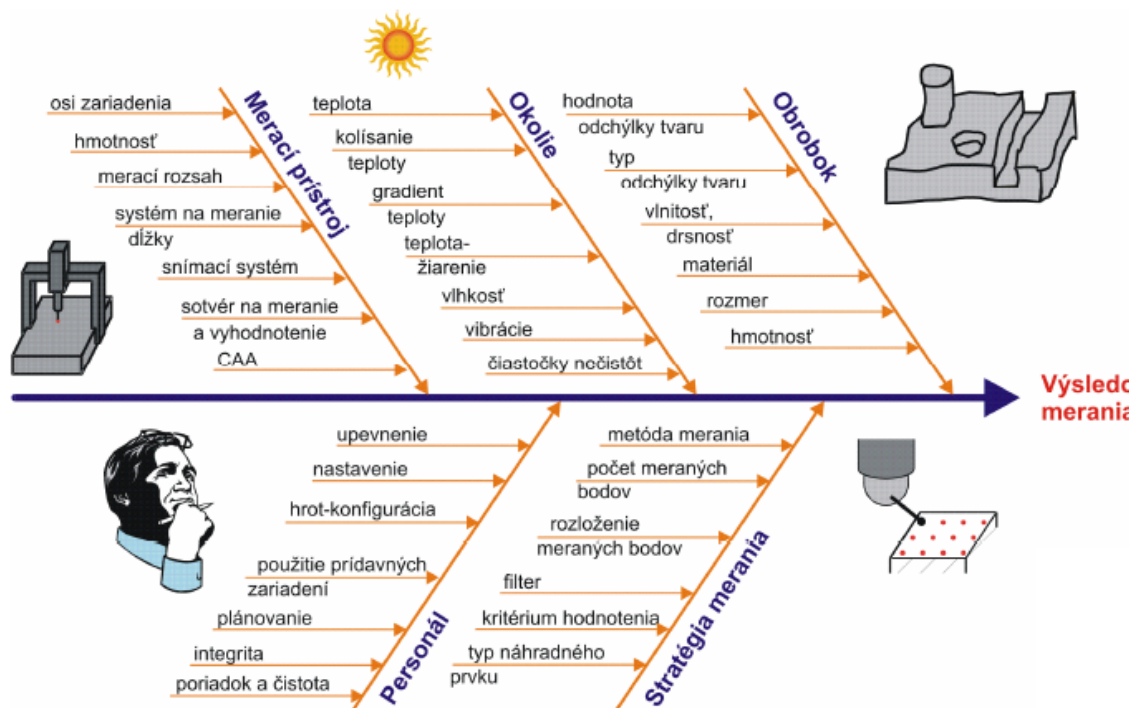 osi zariadenia
hmotnosť
merací rozsah
systém na meranie
dĺžky
snímací systém
sotvér na meranie
a vyhodnotenie
CAA
Merací prístroj
teplota
kolísanie
teploty
gradient
teploty
teplota-
žiarenie
vlhkosť
vibrácie
čiastočky nečistôt
Okolie
hodnota
odchýlky tvaru
typ
odchýlky tvaru
vlnitosť,
drsnosť
materiál
rozmer
hmotnosť
Obrobok
Výsledo
merania
upevnenie
nastavenie
hrot-konfigurácia
použitie prídavných
zariadení
plánovanie
integrita
poriadok a čistota
Personál
metóda merania
počet meraných
bodov
rozloženie
meraných bodov
filter
kritérium hodnotenia
typ náhradného
prvku
Stratégia merania